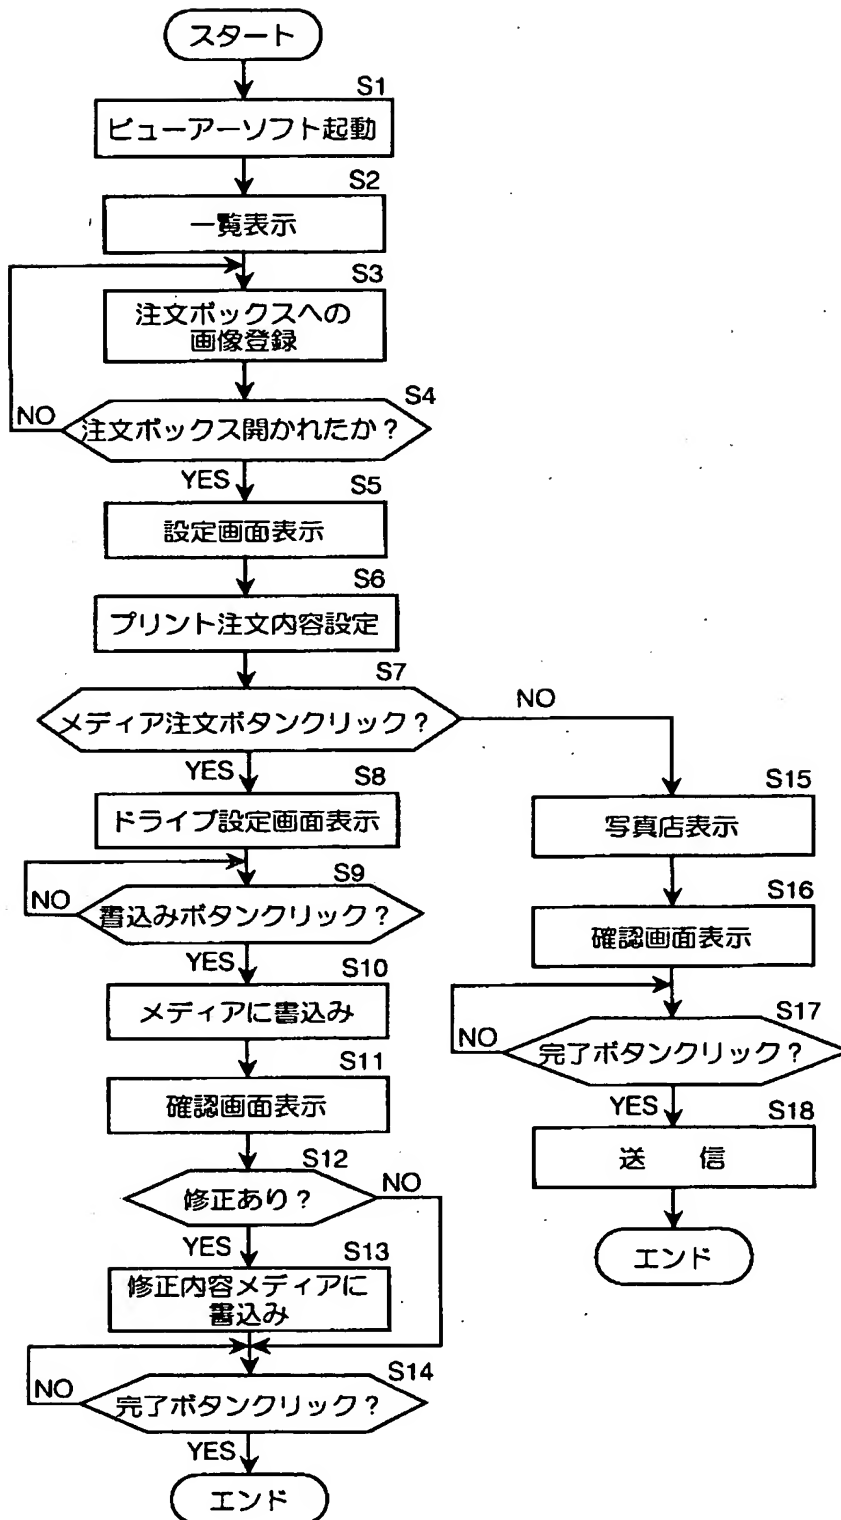 スタート
S1
ビューアーソフト起動
S2
一覧表示
S3
注文ボックスへの
画像登録
S4
注文ボックス開かれたか？
NO
YES
S5
設定画面表示
S6
プリント注文内容設定
S7
メディア注文ボタンクリック？
NO
YES
S8
ドライブ設定画面表示
S9
書込みボタンクリック？
NO
YES
S10
メディアに書込み
S11
確認画面表示
S12
修正あり？
NO
YES
S13
修正内容メディアに
書込み
S14
完了ボタンクリック？
NO
YES
エンド
S15
写真店表示
S16
確認画面表示
S17
完了ボタンクリック？
NO
YES
S18
送　信
エンド